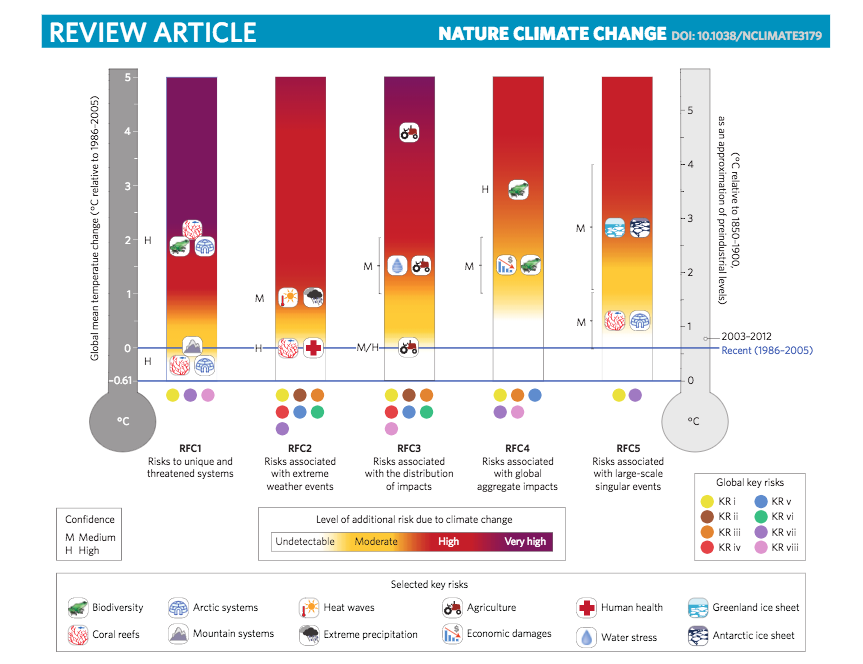 REVIEW ARTICLE
NATURE CLIMATE CHANGE DOI: 10.1038/NCLIMATE3179
Global mean temperatue change (°C relative to 1986–2005)
5
4
3
2
1
0
–0.61
°C
H
H
M
H
M
M/H
H
M
M
M
5
4
3
2
1
0
°C
(°C relative to 1850–1900,
as an approximation of preindustrial levels)
2003–2012
Recent (1986–2005)
RFC1
Risks to unique and
threatened systems
RFC2
Risks associated
with extreme
weather events
RFC3
Risks associated
with the distribution
of impacts
RFC4
Risks associated
with global
aggregate impacts
RFC5
Risks associated
with large-scale
singular events
Global key risks
KR i
KR v
KR ii
KR vi
KR iii
KR vii
KR iv
KR viii
Confidence
M Medium
H High
Level of additional risk due to climate change
Undetectable Moderate High Very high
Selected key risks
Biodiversity
Arctic systems
Heat waves
Agriculture
Human health
Greenland ice sheet
Coral reefs
Mountain systems
Extreme precipitation
$
Economic damages
Water stress
Antarctic ice sheet